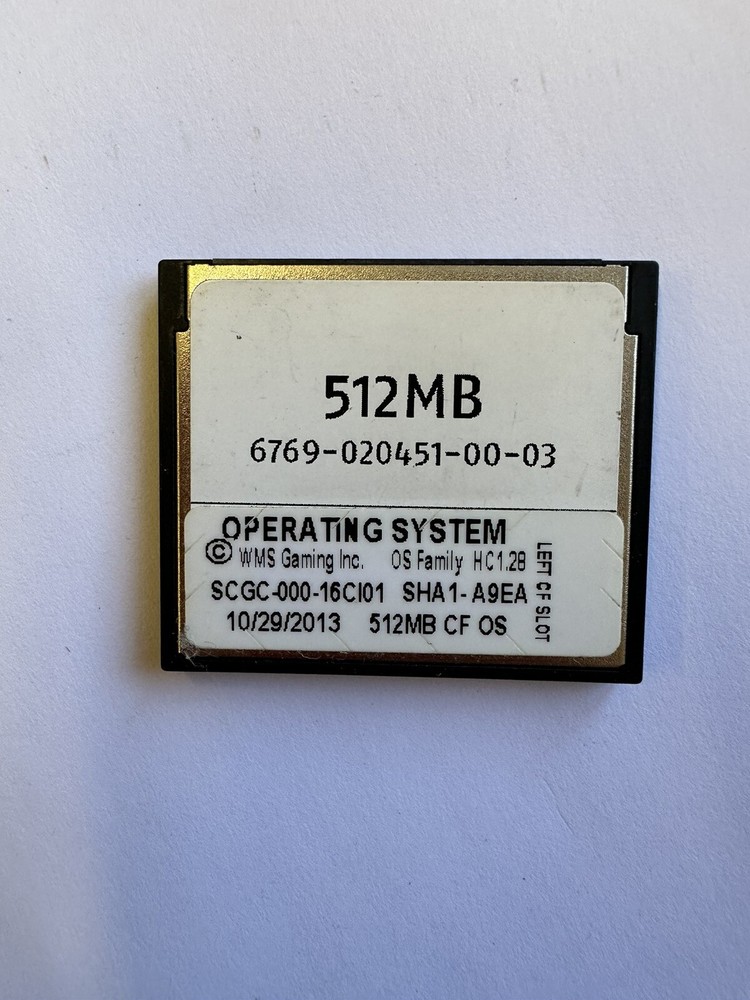 512MB
6769-020451-00-03
OPERATING SYSTEM
© WMS Gaming Inc. OS Family HC1.28
SCGC-000-16CI01 SHA1-A9EA
10/29/2013 512MB CF OS
LEFT CF SLOT